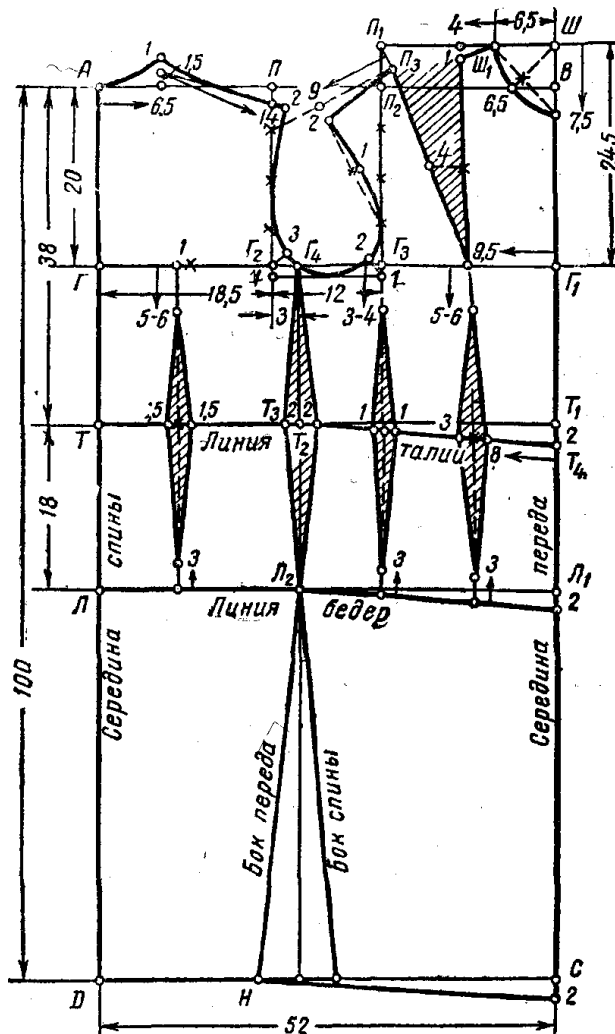 4 6,5
П₁ Ш
А 1 1,5 П П₃ 1 Ш₁ В
6,5 1,4 2 9 П₂ 6,5 7,5
2
20 1 4 24,5
38
Г 1 Г₂ 3 Г₄ 2 Г₃ 9,5 Г₁
1 1
18,5 12
5-6 3 3-4 5-6
1,5 Т₃ 2 2 1 1 3 Т₁
Т Линия Т₂ талии 8 2
Т₄
18
спины переда
3 3 3
Л Л₂ Л₁
Линия бедер 2
100
Середина Середина
Бок переда
Бок спины
D Н С
2
52